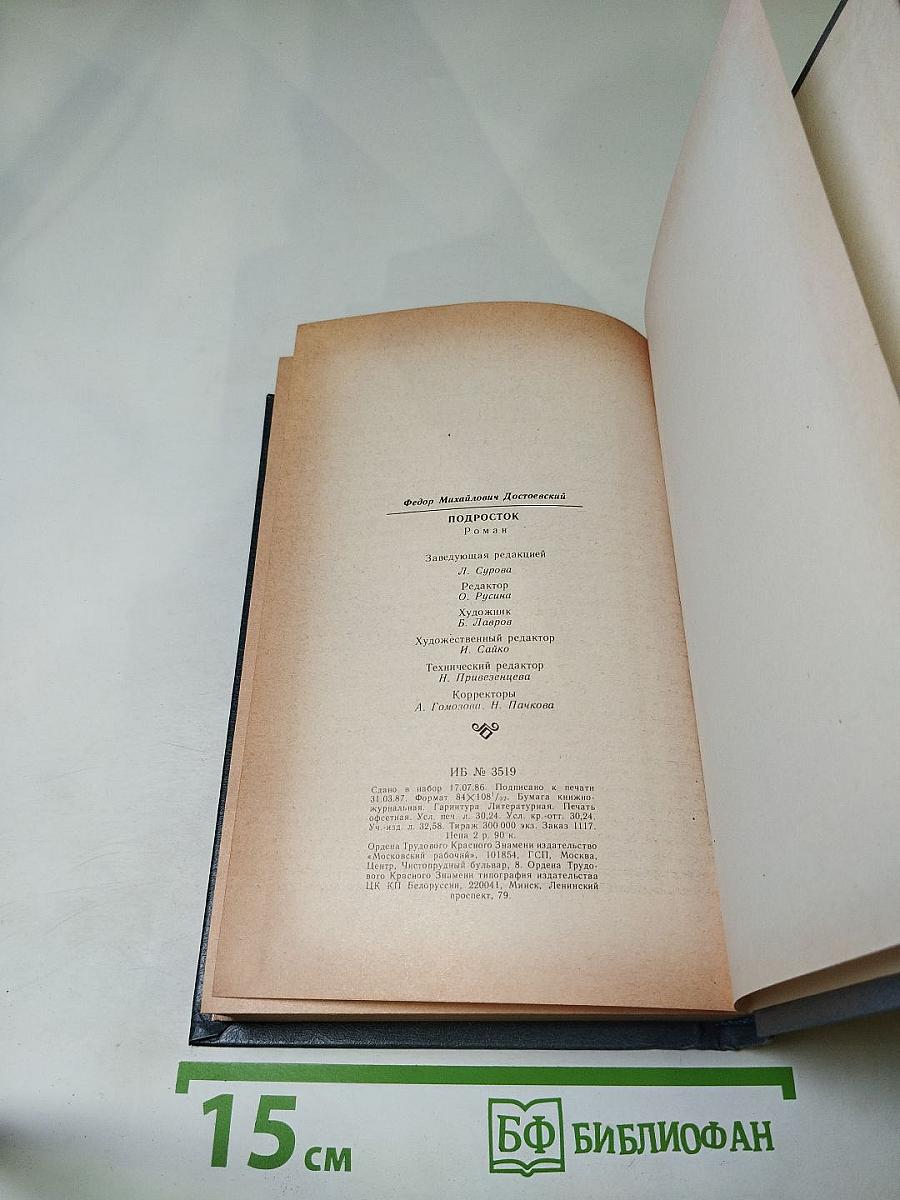 Федор Михайлович Достоевский
ПОДРОСТОК
Роман
Заведующая редакцией
Л. Сурова
Редактор
О. Русина
Художник
Б. Лавров
Художественный редактор
И. Сайко
Технический редактор
Н. Привезенцева
Корректоры
А. Гомозова, Н. Пачкова
ИБ № 3519
Сдано в набор 17.07.86. Подписано к печати
31.03.87. Формат 84×108¹/₃₂. Бумага книжно-
журнальная. Гарнитура Литературная. Печать
офсетная. Усл. печ. л. 30,24. Усл. кр.-отт. 30,24.
Уч.-изд. л. 32,58. Тираж 300 000 экз. Заказ 1117.
Цена 2 р. 90 к.
Ордена Трудового Красного Знамени издательство
«Московский рабочий», 101854, ГСП, Москва,
Центр, Чистопрудный бульвар, 8. Ордена Трудо-
вого Красного Знамени типография издательства
ЦК КП Белоруссии, 220041, Минск, Ленинский
проспект, 79.
15 см
БФ БИБЛИОФАН